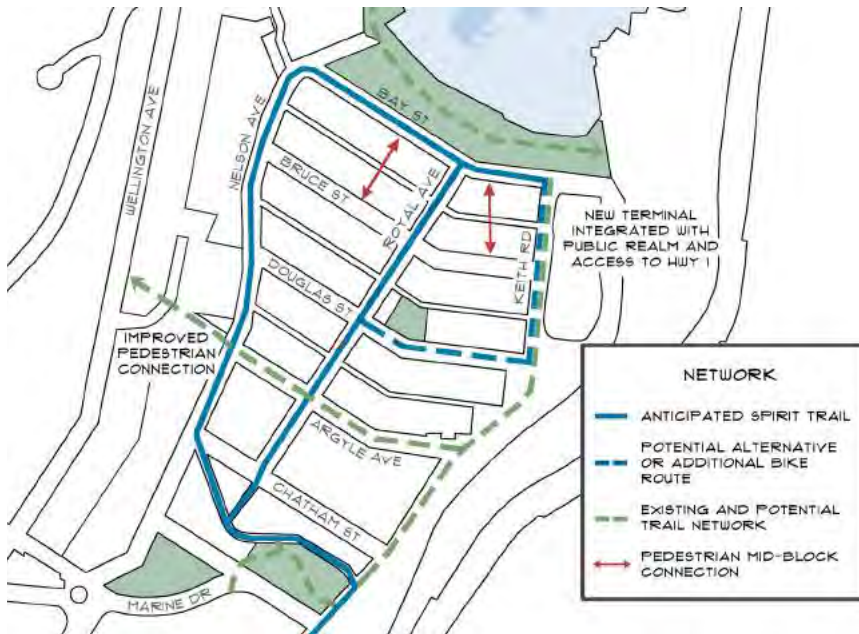 BAY ST
WELLINGTON AVE
NELSON AVE
BRUCE ST
ROYAL AVE
KEITH RD
NEW TERMINAL
INTEGRATED WITH
PUBLIC REALM AND
ACCESS TO HWY 1
DOUGLAS ST
IMPROVED
PEDESTRIAN
CONNECTION
ARGYLE AVE
CHATHAM ST
MARINE DR
NETWORK
ANTICIPATED SPIRIT TRAIL
POTENTIAL ALTERNATIVE
OR ADDITIONAL BIKE
ROUTE
EXISTING AND POTENTIAL
TRAIL NETWORK
PEDESTRIAN MID-BLOCK
CONNECTION